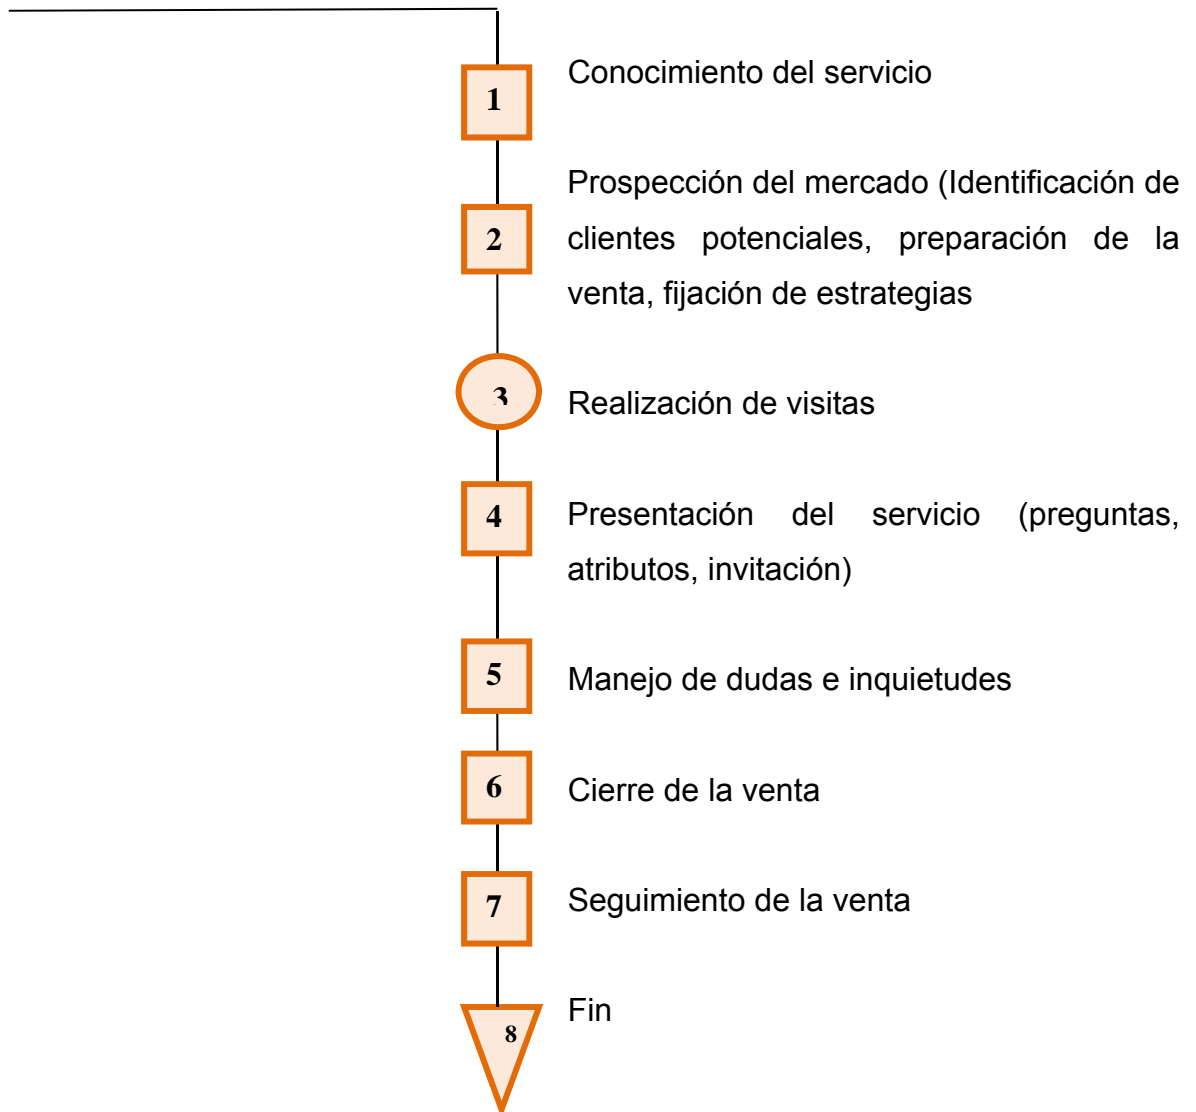 1
Conocimiento del servicio
Prospección del mercado (Identificación de
2
clientes potenciales, preparación de la
venta, fijación de estrategias
3
Realización de visitas
4
Presentación del servicio (preguntas,
atributos, invitación)
5
Manejo de dudas e inquietudes
6
Cierre de la venta
7
Seguimiento de la venta
Fin
8